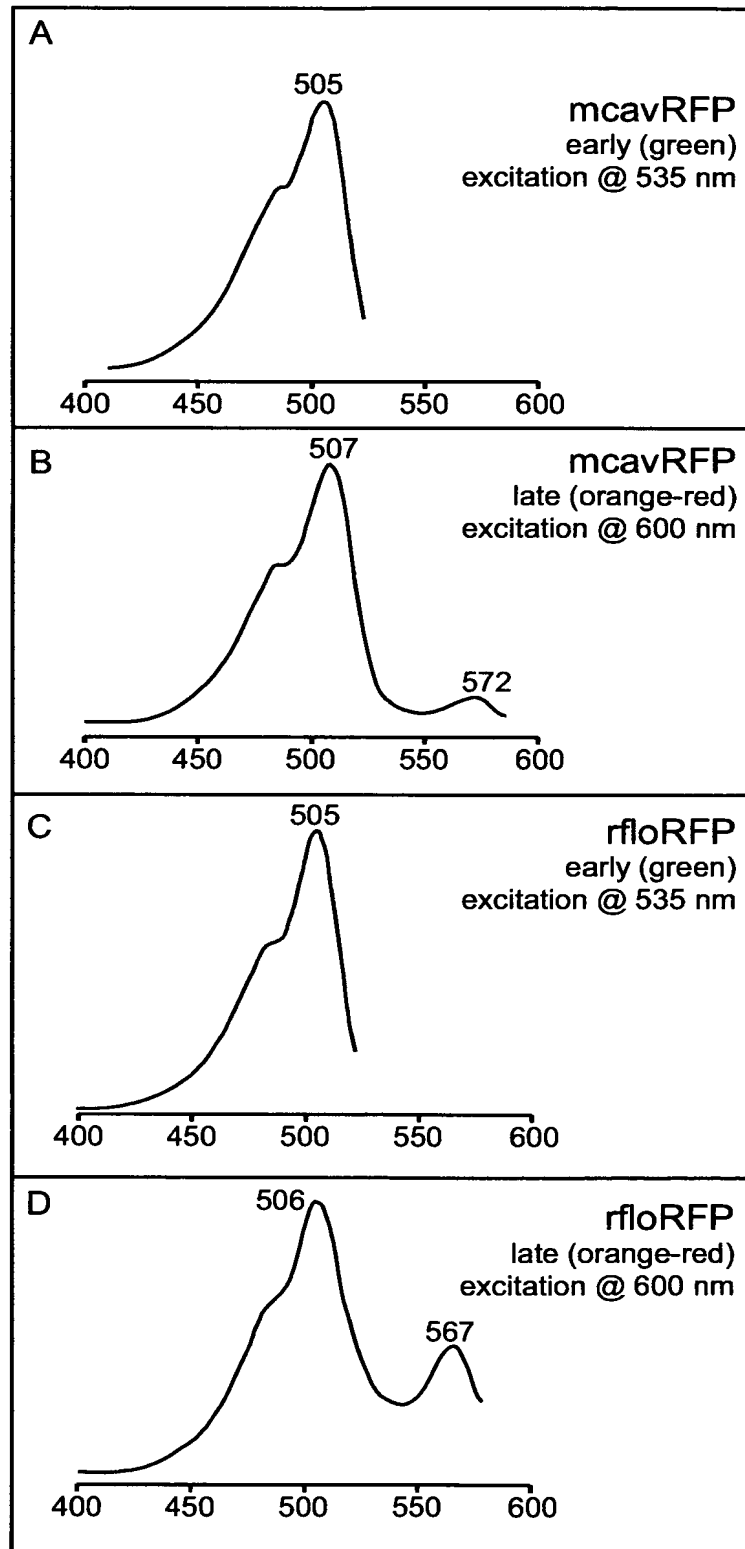 A
505
mcavRFP
early (green)
excitation @ 535 nm
400 450 500 550 600
B
507
mcavRFP
late (orange-red)
excitation @ 600 nm
572
400 450 500 550 600
C
505
rfloRFP
early (green)
excitation @ 535 nm
400 450 500 550 600
D
506
rfloRFP
late (orange-red)
excitation @ 600 nm
567
400 450 500 550 600